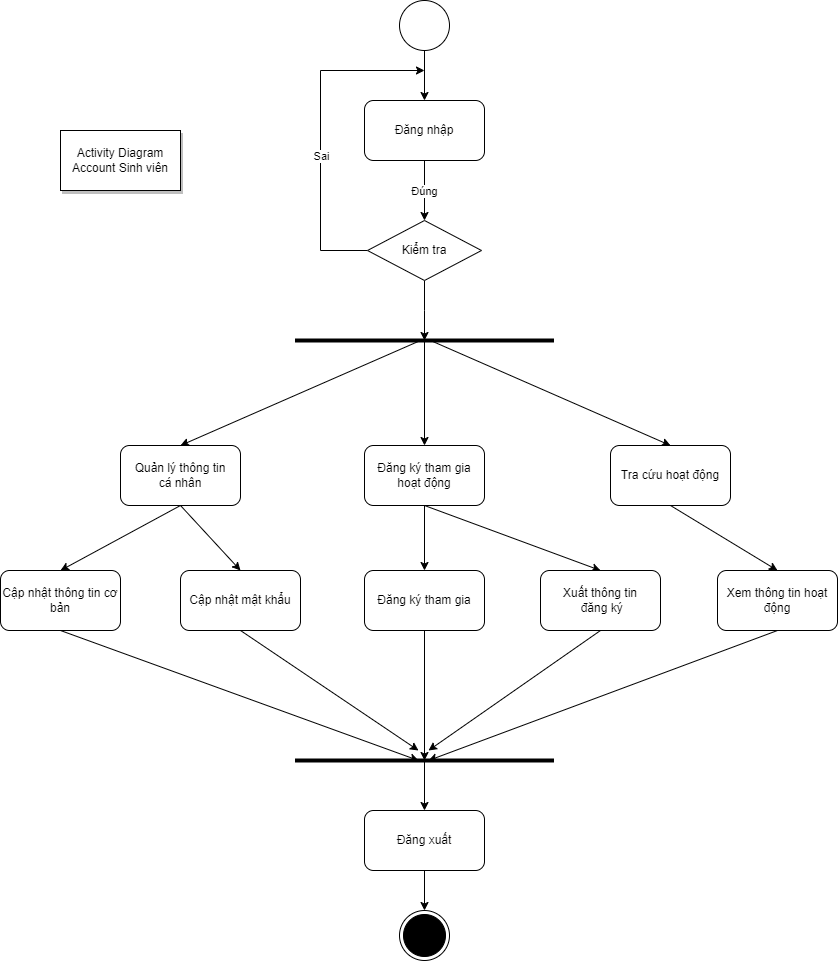 Đăng nhập
Activity Diagram
Account Sinh viên
Sai
Đúng
Kiểm tra
Quản lý thông tin
cá nhân
Đăng ký tham gia
hoạt động
Tra cứu hoạt động
Cập nhật thông tin cơ
bản
Cập nhật mật khẩu
Đăng ký tham gia
Xuất thông tin
đăng ký
Xem thông tin hoạt
động
Đăng xuất